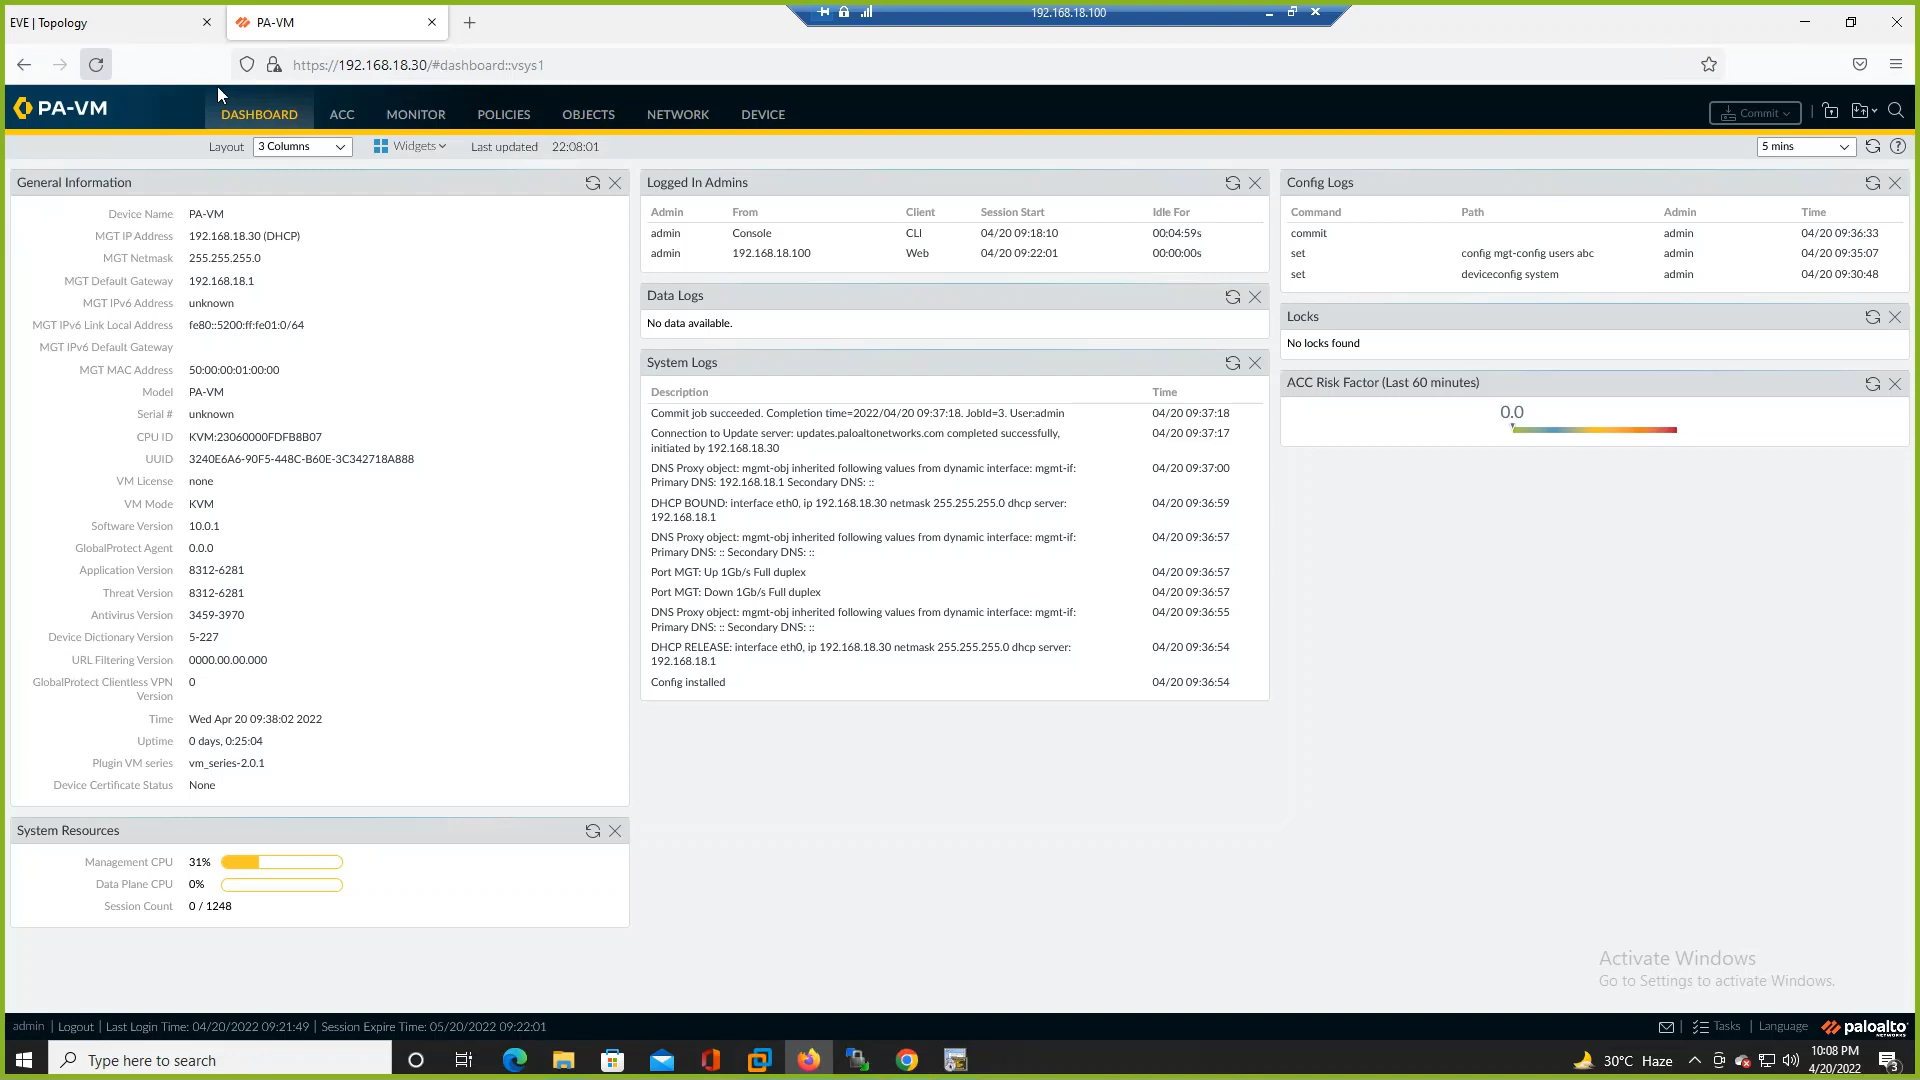 EVE | Topology
PA-VM
192.168.18.100
https://192.168.18.30/#dashboard::vsys1
PA-VM
DASHBOARD
ACC
MONITOR
POLICIES
OBJECTS
NETWORK
DEVICE
Commit
Layout 3 Columns Widgets Last updated 22:08:01
5 mins
General Information
Device Name PA-VM
MGT IP Address 192.168.18.30 (DHCP)
MGT Netmask 255.255.255.0
MGT Default Gateway 192.168.18.1
MGT IPv6 Address unknown
MGT IPv6 Link Local Address fe80::5200:ff:fe01:0/64
MGT IPv6 Default Gateway
MGT MAC Address 50:00:00:01:00:00
Model PA-VM
Serial # unknown
CPU ID KVM:23060000FDFB8B07
UUID 3240E6A6-90F5-448C-B60E-3C342718A888
VM License none
VM Mode KVM
Software Version 10.0.1
GlobalProtect Agent 0.0.0
Application Version 8312-6281
Threat Version 8312-6281
Antivirus Version 3459-3970
Device Dictionary Version 5-227
URL Filtering Version 0000.00.00.000
GlobalProtect Clientless VPN 0
Version
Time Wed Apr 20 09:38:02 2022
Uptime 0 days, 0:25:04
Plugin VM series vm_series-2.0.1
Device Certificate Status None
System Resources
Management CPU 31%
Data Plane CPU 0%
Session Count 0 / 1248
Logged In Admins
Admin From Client Session Start Idle For
admin Console CLI 04/20 09:18:10 00:04:59s
admin 192.168.18.100 Web 04/20 09:22:01 00:00:00s
Data Logs
No data available.
System Logs
Description Time
Commit job succeeded. Completion time=2022/04/20 09:37:18. JobId=3. User:admin 04/20 09:37:18
Connection to Update server: updates.paloaltonetworks.com completed successfully, 04/20 09:37:17
initiated by 192.168.18.30
DNS Proxy object: mgmt-obj inherited following values from dynamic interface: mgmt-if: 04/20 09:37:00
Primary DNS: 192.168.18.1 Secondary DNS: ::
DHCP BOUND: interface eth0, ip 192.168.18.30 netmask 255.255.255.0 dhcp server: 04/20 09:36:59
192.168.18.1
DNS Proxy object: mgmt-obj inherited following values from dynamic interface: mgmt-if: 04/20 09:36:57
Primary DNS: :: Secondary DNS: ::
Port MGT: Up 1Gb/s Full duplex 04/20 09:36:57
Port MGT: Down 1Gb/s Full duplex 04/20 09:36:57
DNS Proxy object: mgmt-obj inherited following values from dynamic interface: mgmt-if: 04/20 09:36:55
Primary DNS: :: Secondary DNS: ::
DHCP RELEASE: interface eth0, ip 192.168.18.30 netmask 255.255.255.0 dhcp server: 04/20 09:36:54
192.168.18.1
Config installed 04/20 09:36:54
Config Logs
Command Path Admin Time
commit admin 04/20 09:36:33
set config mgt-config users abc admin 04/20 09:35:07
set deviceconfig system admin 04/20 09:30:48
Locks
No locks found
ACC Risk Factor (Last 60 minutes)
0.0
Activate Windows
Go to Settings to activate Windows.
admin | Logout | Last Login Time: 04/20/2022 09:21:49 | Session Expire Time: 05/20/2022 09:22:01
Tasks | Language paloalto
NETWORKS
Type here to search
30°C Haze
10:08 PM
4/20/2022
3